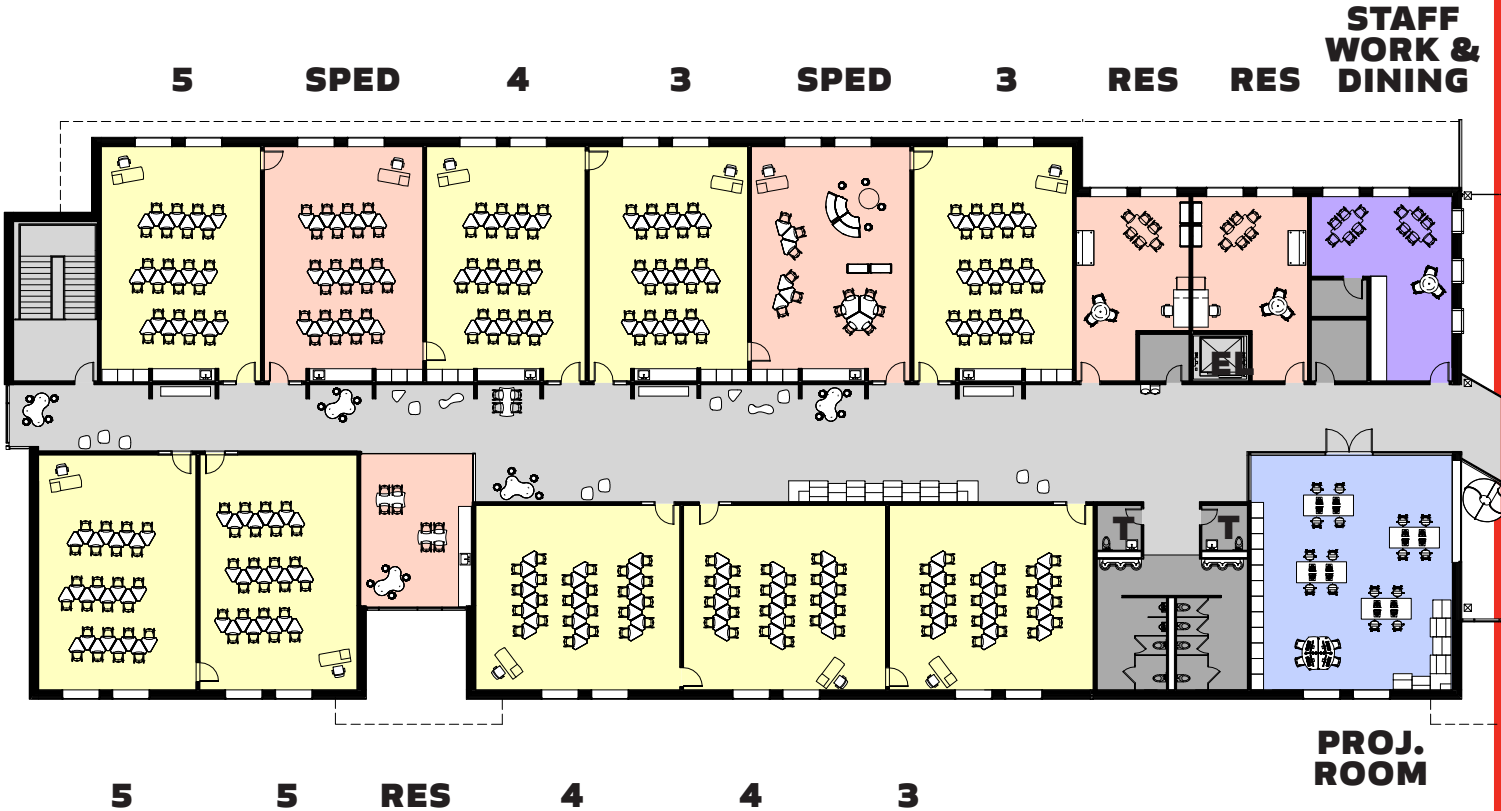 STAFF
WORK &
DINING
5 SPED 4 3 SPED 3 RES RES
EL
T T
PROJ.
ROOM
5 5 RES 4 4 3